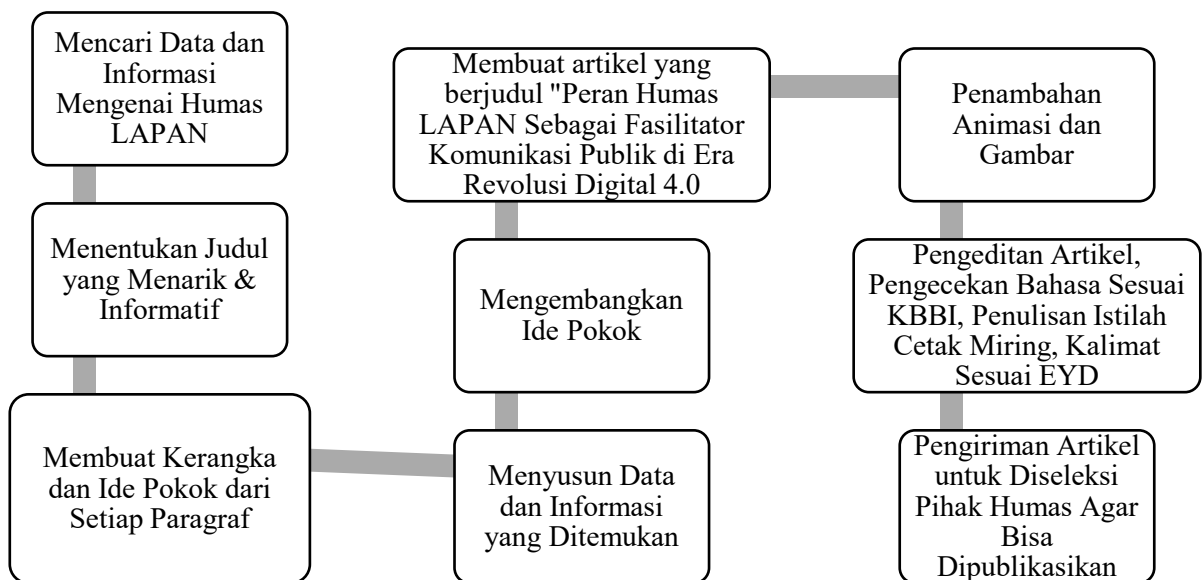 Mencari Data dan
Informasi
Mengenai Humas
LAPAN
Menentukan Judul
yang Menarik &
Informatif
Membuat Kerangka
dan Ide Pokok dari
Setiap Paragraf
Menyusun Data
dan Informasi
yang Ditemukan
Mengembangkan
Ide Pokok
Membuat artikel yang
berjudul "Peran Humas
LAPAN Sebagai Fasilitator
Komunikasi Publik di Era
Revolusi Digital 4.0
Penambahan
Animasi dan
Gambar
Pengeditan Artikel,
Pengecekan Bahasa Sesuai
KBBI, Penulisan Istilah
Cetak Miring, Kalimat
Sesuai EYD
Pengiriman Artikel
untuk Diseleksi
Pihak Humas Agar
Bisa
Dipublikasikan